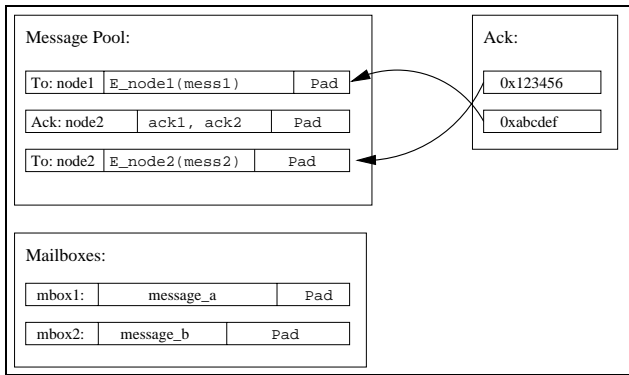 Message Pool:
To: node1 E_node1(mess1) Pad
Ack: node2 ack1, ack2 Pad
To: node2 E_node2(mess2) Pad
Ack:
0x123456
0xabcdef
Mailboxes:
mbox1: message_a Pad
mbox2: message_b Pad